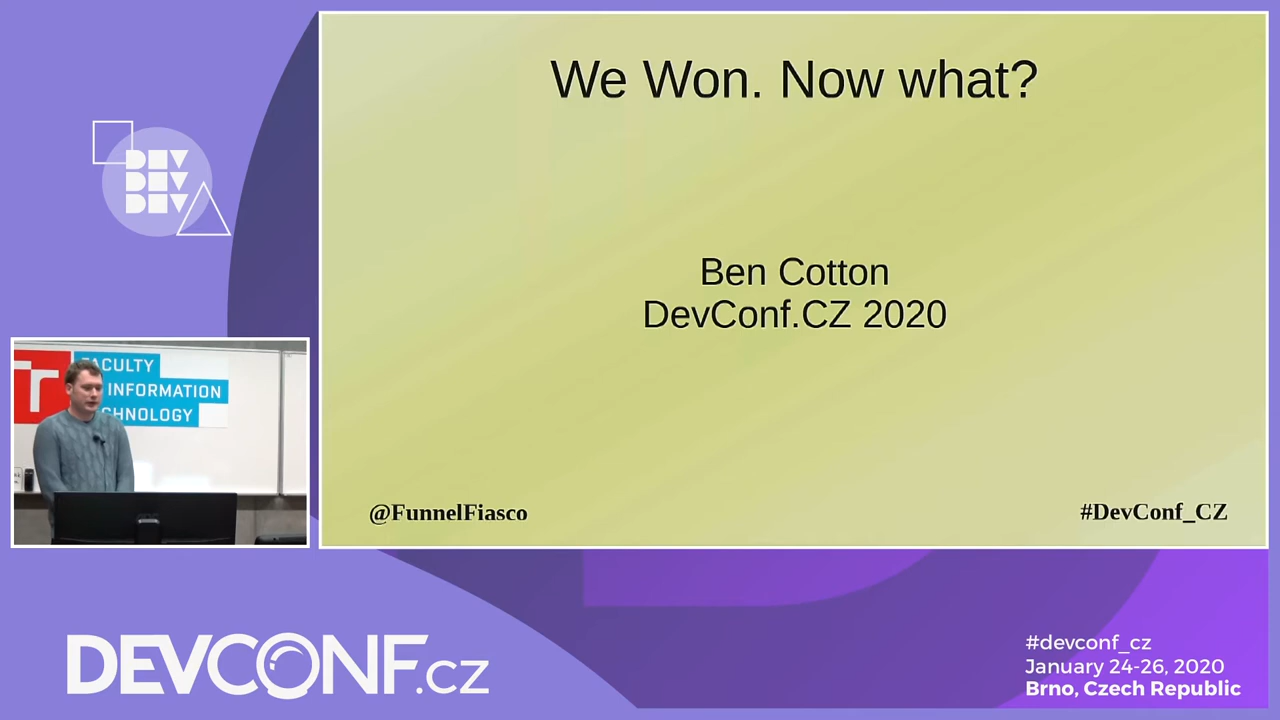 We Won. Now what?
Ben Cotton
DevConf.CZ 2020
@FunnelFiasco
#DevConf_CZ
DEV
DEV
DEV
FACULTY
INFORMATION
CHNOLOGY
DEVCONF.cz
#devconf_cz
January 24-26, 2020
Brno, Czech Republic